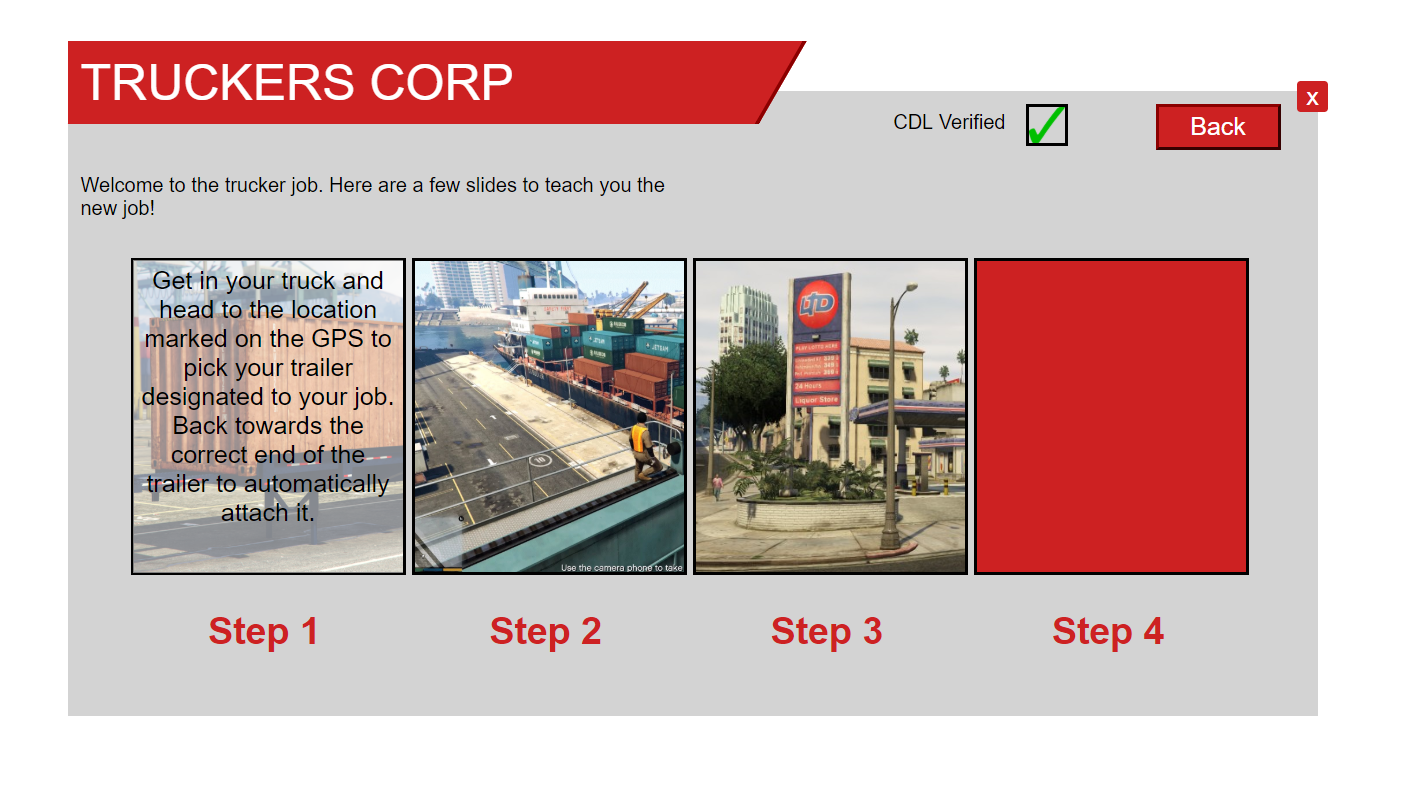 TRUCKERS CORP
X
CDL Verified
Back
Welcome to the trucker job. Here are a few slides to teach you the
new job!
Get in your truck and
head to the location
marked on the GPS to
pick your trailer
designated to your job.
Back towards the
correct end of the
trailer to automatically
attach it.
Use the camera phone to take
LTD
PLAY LOTTO HERE
24 Hours
Liquor Store
Step 1
Step 2
Step 3
Step 4